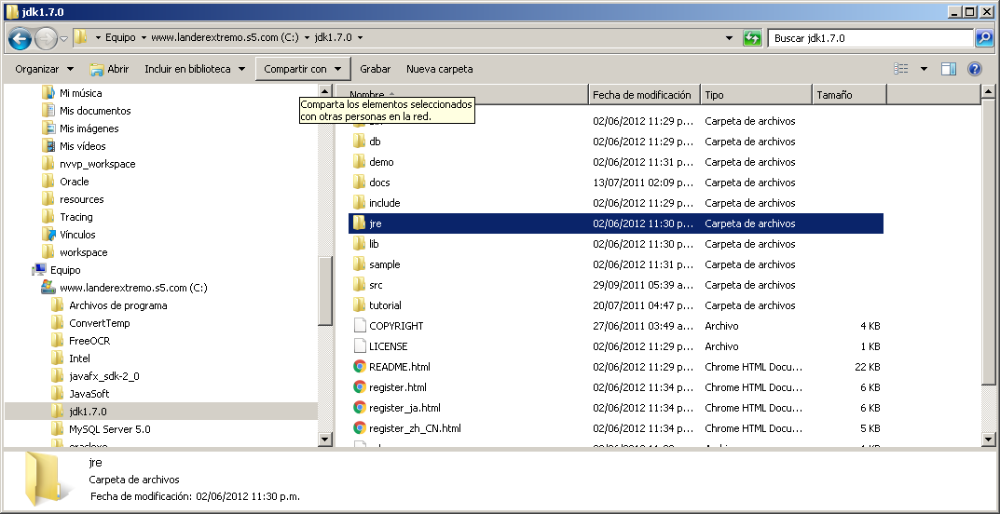 jdk1.7.0
Equipo www.landerextremo.s5.com (C:) jdk1.7.0
Buscar jdk1.7.0
Organizar Abrir Incluir en biblioteca Compartir con Grabar Nueva carpeta
Mi música
Mis documentos
Mis imágenes
Mis vídeos
nvvp_workspace
Oracle
resources
Tracing
Vínculos
workspace
Equipo
www.landerextremo.s5.com (C:)
Archivos de programa
ConvertTemp
FreeOCR
Intel
javafx_sdk-2_0
JavaSoft
jdk1.7.0
MySQL Server 5.0
Nombre Fecha de modificación Tipo Tamaño
Comparta los elementos seleccionados
con otras personas en la red.
02/06/2012 11:29 p... Carpeta de archivos
db 02/06/2012 11:29 p... Carpeta de archivos
demo 02/06/2012 11:31 p... Carpeta de archivos
docs 13/07/2011 02:09 p... Carpeta de archivos
include 02/06/2012 11:29 p... Carpeta de archivos
jre 02/06/2012 11:30 p... Carpeta de archivos
lib 02/06/2012 11:30 p... Carpeta de archivos
sample 02/06/2012 11:31 p... Carpeta de archivos
src 29/09/2011 05:39 a... Carpeta de archivos
tutorial 20/07/2011 04:47 p... Carpeta de archivos
COPYRIGHT 27/06/2011 03:49 a... Archivo 4 KB
LICENSE 02/06/2012 11:29 p... Archivo 1 KB
README.html 02/06/2012 11:29 p... Chrome HTML Docu... 22 KB
register.html 02/06/2012 11:34 p... Chrome HTML Docu... 6 KB
register_ja.html 02/06/2012 11:34 p... Chrome HTML Docu... 6 KB
register_zh_CN.html 02/06/2012 11:34 p... Chrome HTML Docu... 5 KB
jre
Carpeta de archivos
Fecha de modificación: 02/06/2012 11:30 p.m.